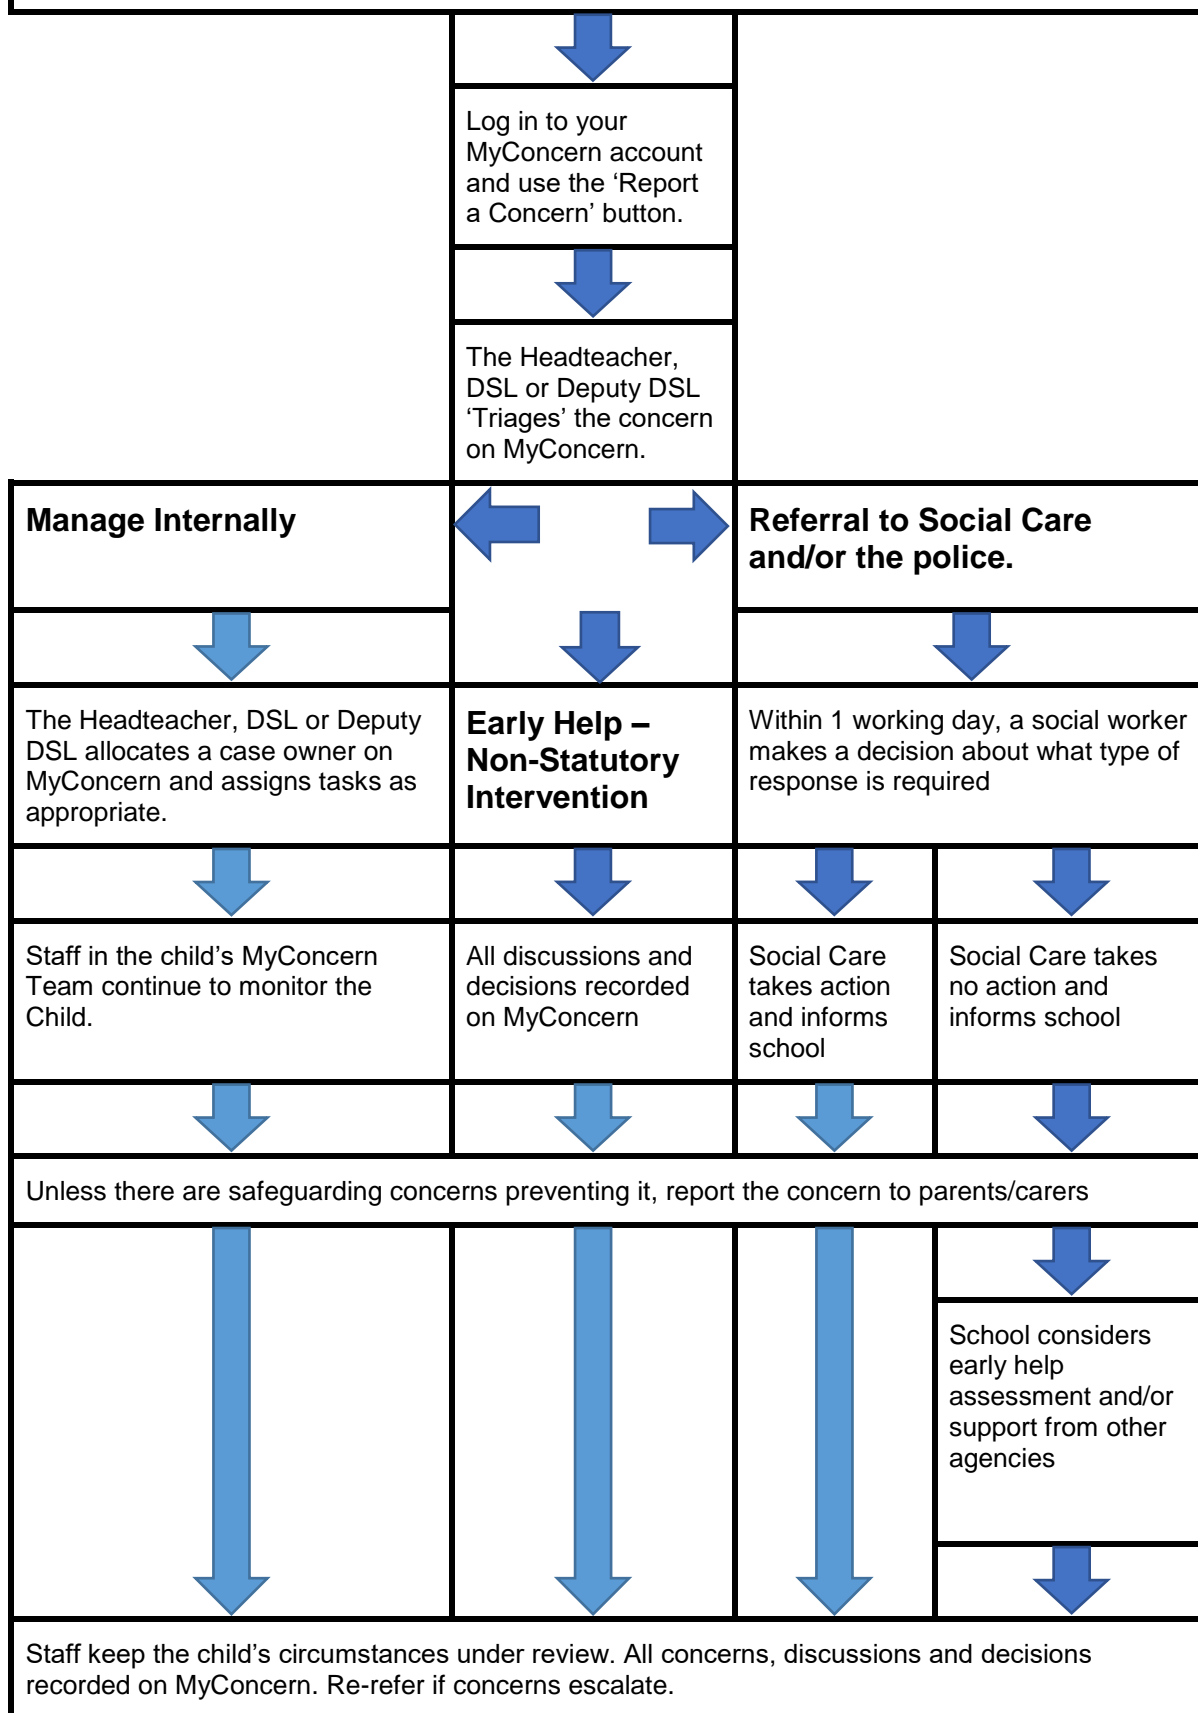 Log in to your
MyConcern account
and use the ‘Report
a Concern’ button.
The Headteacher,
DSL or Deputy DSL
‘Triages’ the concern
on MyConcern.
Manage Internally
Referral to Social Care
and/or the police.
The Headteacher, DSL or Deputy
DSL allocates a case owner on
MyConcern and assigns tasks as
appropriate.
Early Help –
Non-Statutory
Intervention
Within 1 working day, a social worker
makes a decision about what type of
response is required
Staff in the child’s MyConcern
Team continue to monitor the
Child.
All discussions and
decisions recorded
on MyConcern
Social Care
takes action
and informs
school
Social Care takes
no action and
informs school
Unless there are safeguarding concerns preventing it, report the concern to parents/carers
School considers
early help
assessment and/or
support from other
agencies
Staff keep the child’s circumstances under review. All concerns, discussions and decisions
recorded on MyConcern. Re-refer if concerns escalate.